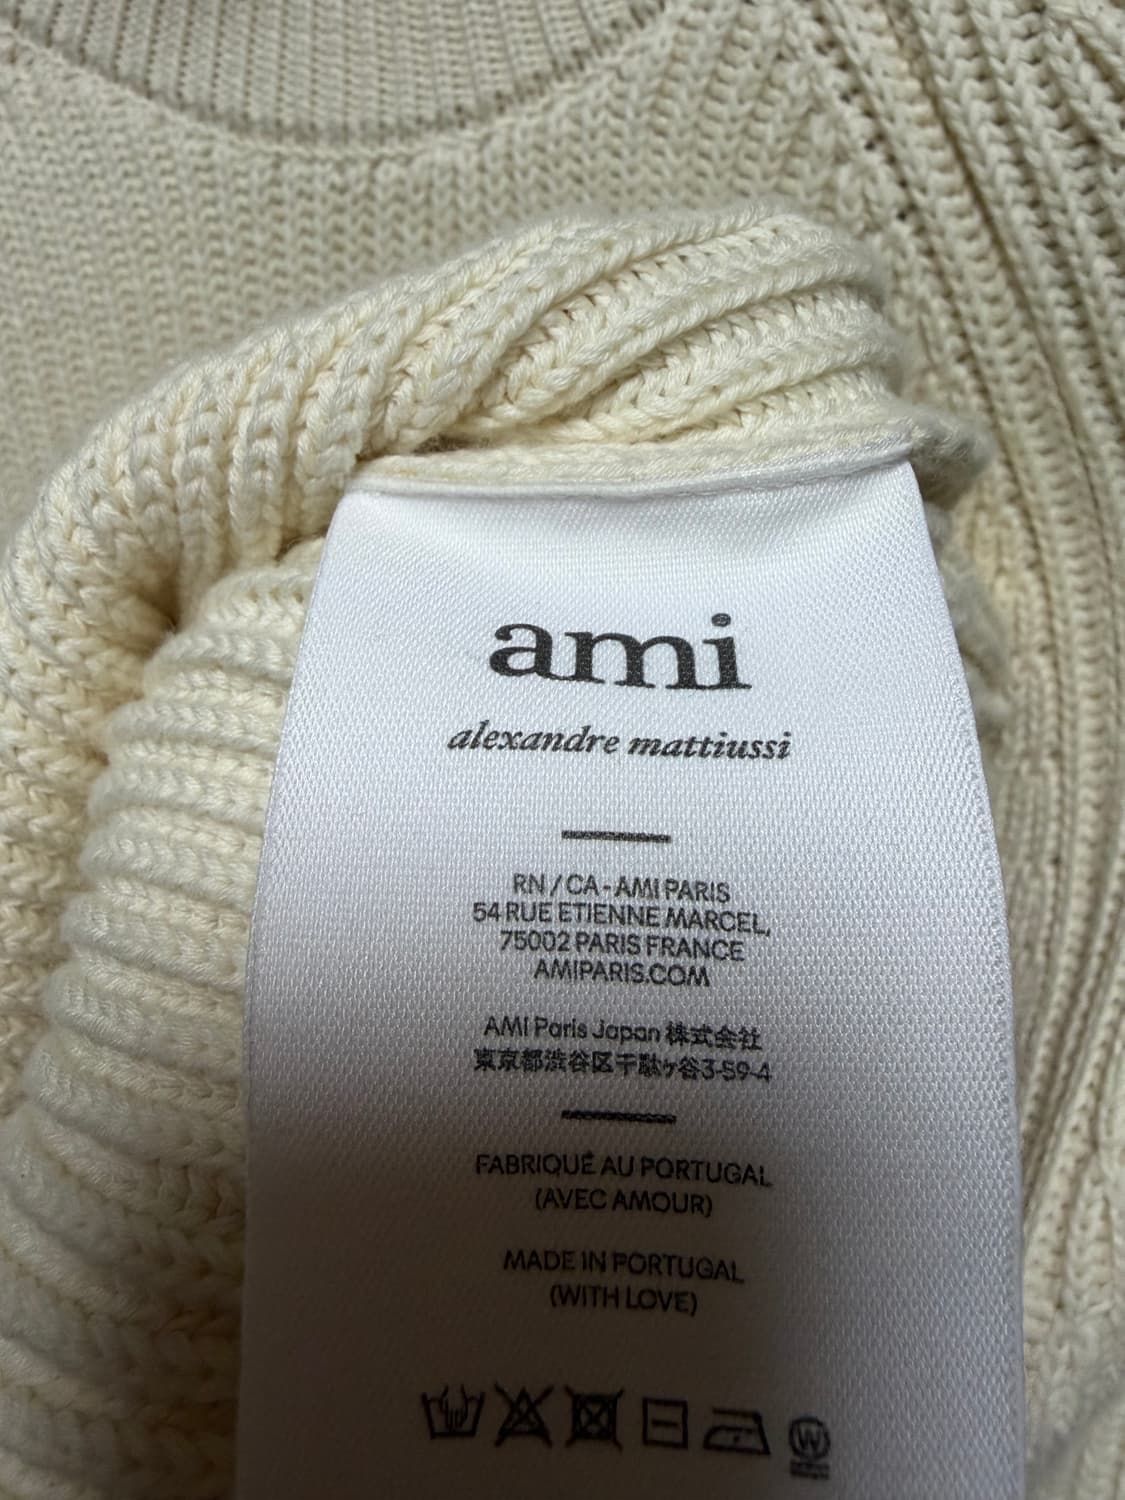 ami
alexandre mattiussi
RN / CA - AMI PARIS
54 RUE ETIENNE MARCEL,
75002 PARIS FRANCE
AMIPARIS.COM
AMI Paris Japan 株式会社
東京都渋谷区千駄ヶ谷3-59-4
FABRIQUÉ AU PORTUGAL
(AVEC AMOUR)
MADE IN PORTUGAL
(WITH LOVE)
W